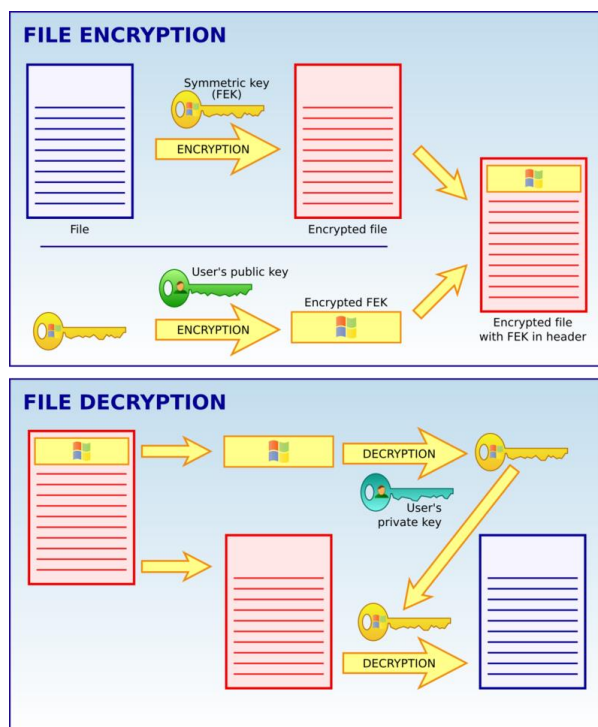 FILE ENCRYPTION
Symmetric key
(FEK)
ENCRYPTION
File
Encrypted file
User's public key
Encrypted FEK
ENCRYPTION
Encrypted file
with FEK in header
FILE DECRYPTION
DECRYPTION
User's
private key
DECRYPTION